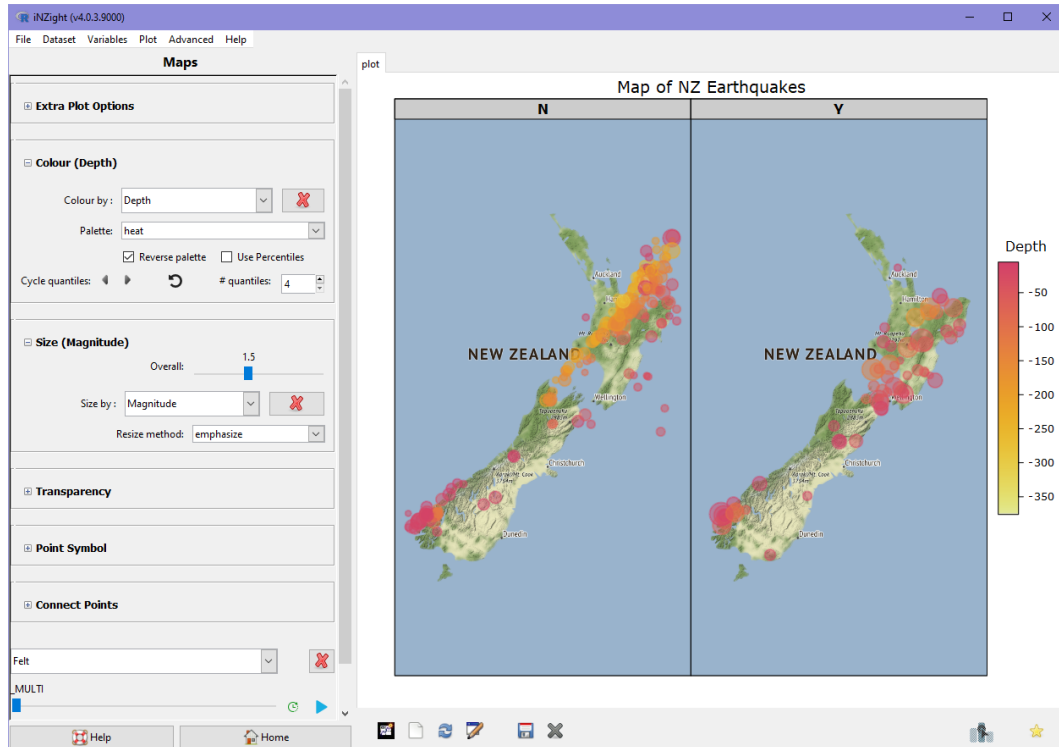 iNZight (v4.0.3.9000)
File Dataset Variables Plot Advanced Help
Maps
Extra Plot Options
Colour (Depth)
Colour by : Depth
Palette: heat
Reverse palette Use Percentiles
Cycle quantiles: # quantiles: 4
Size (Magnitude)
1.5
Overall:
Size by : Magnitude
Resize method: emphasize
Transparency
Point Symbol
Connect Points
Felt
_MULTI
Help Home
plot
Map of NZ Earthquakes
N Y
Auckland
NEW ZEALAND
Wellington
Christchurch
Dunedin
Auckland
Hamilton
NEW ZEALAND
Christchurch
Dunedin
Depth
-50
-100
-150
-200
-250
-300
-350